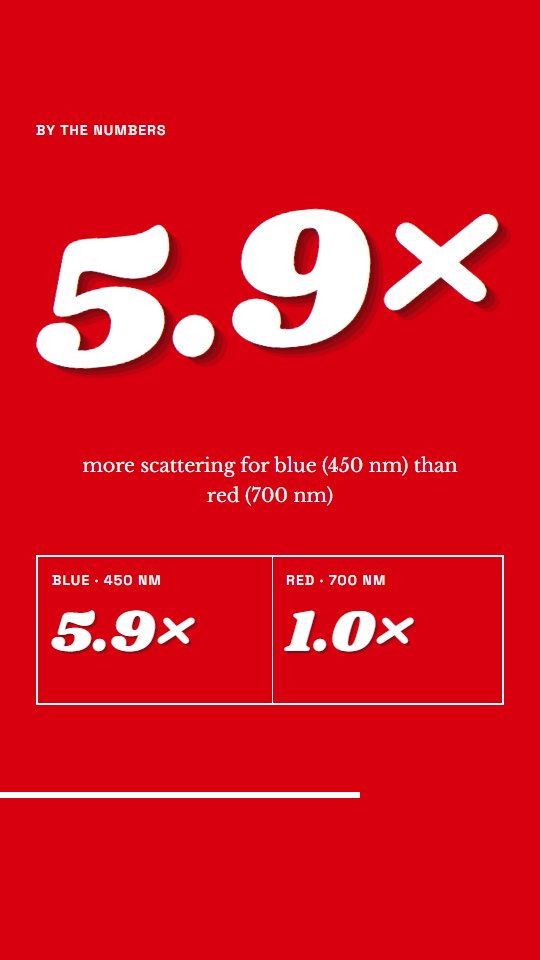 BY THE NUMBERS
5.9×
more scattering for blue (450 nm) than
red (700 nm)
BLUE · 450 NM
5.9×
RED · 700 NM
1.0×